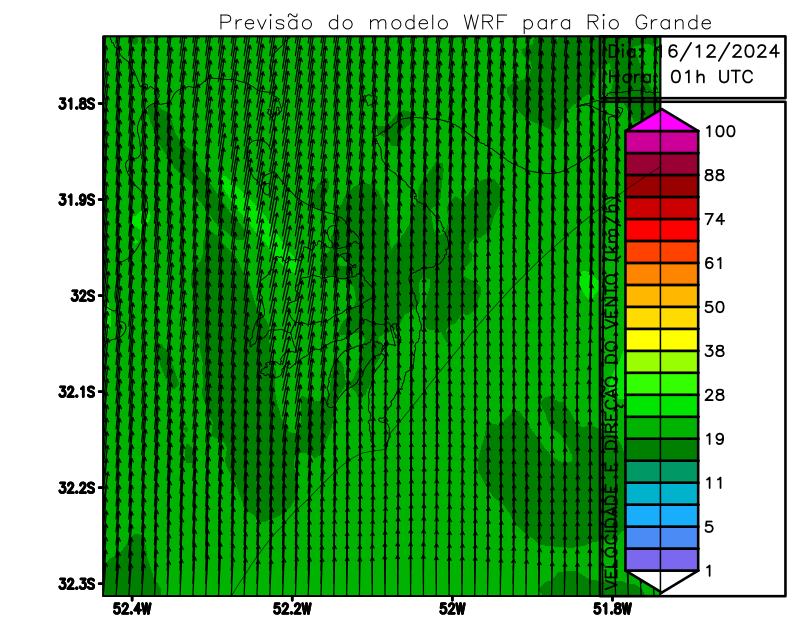 Previsão do modelo WRF para Rio Grande
Dia: 16/12/2024
Hora: 01h UTC
31.8S
31.9S
32S
32.1S
32.2S
32.3S
52.4W
52.2W
52W
51.8W
VELOCIDADE E DIREÇÃO DO VENTO (km/h)
100
88
74
61
50
38
28
19
11
5
1